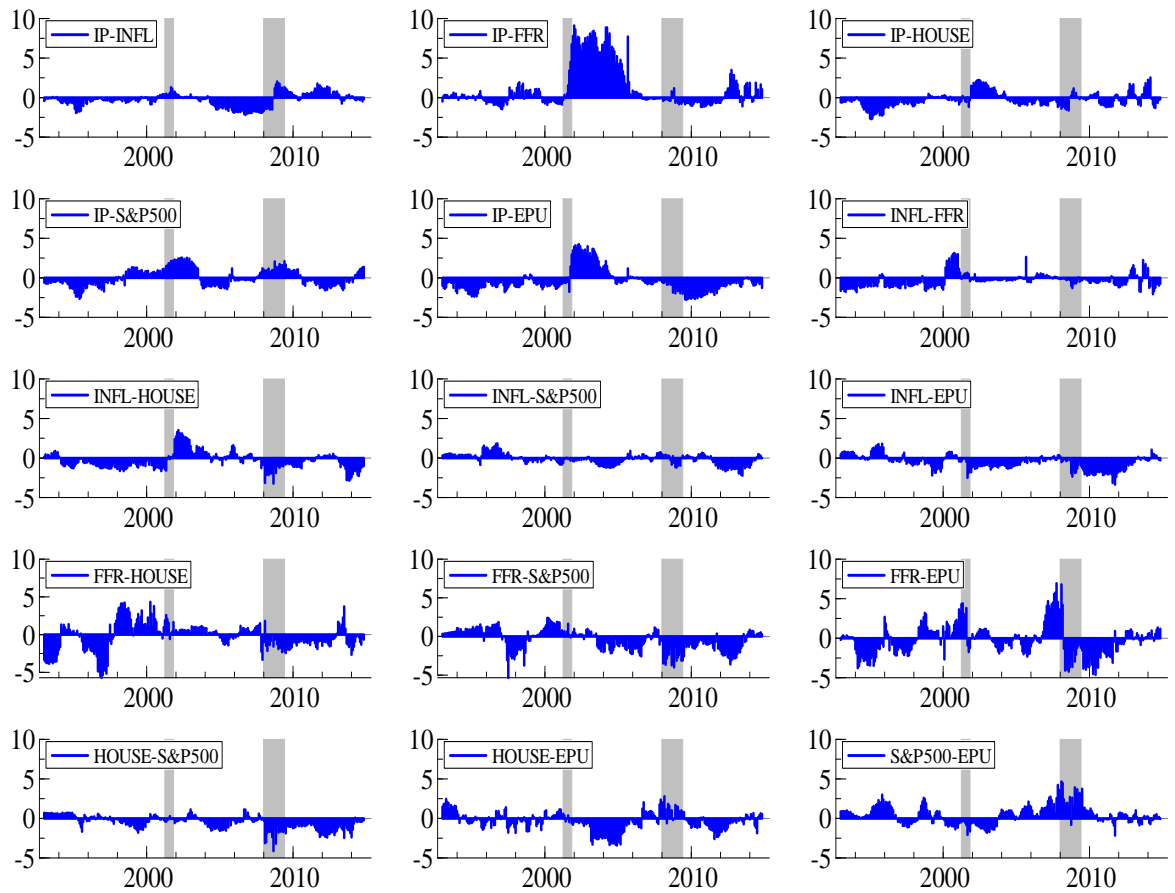 10 IP-INFL 10 IP-FFR 10 IP-HOUSE
5 5 5
0 0 0
-5 -5 -5
2000 2010 2000 2010 2000 2010
10 IP-S&P500 10 IP-EPU 10 INFL-FFR
5 5 5
0 0 0
-5 -5 -5
2000 2010 2000 2010 2000 2010
10 INFL-HOUSE 10 INFL-S&P500 10 INFL-EPU
5 5 5
0 0 0
-5 -5 -5
2000 2010 2000 2010 2000 2010
10 FFR-HOUSE 10 FFR-S&P500 10 FFR-EPU
5 5 5
0 0 0
-5 -5 -5
2000 2010 2000 2010 2000 2010
10 HOUSE-S&P500 10 HOUSE-EPU 10 S&P500-EPU
5 5 5
0 0 0
-5 -5 -5
2000 2010 2000 2010 2000 2010